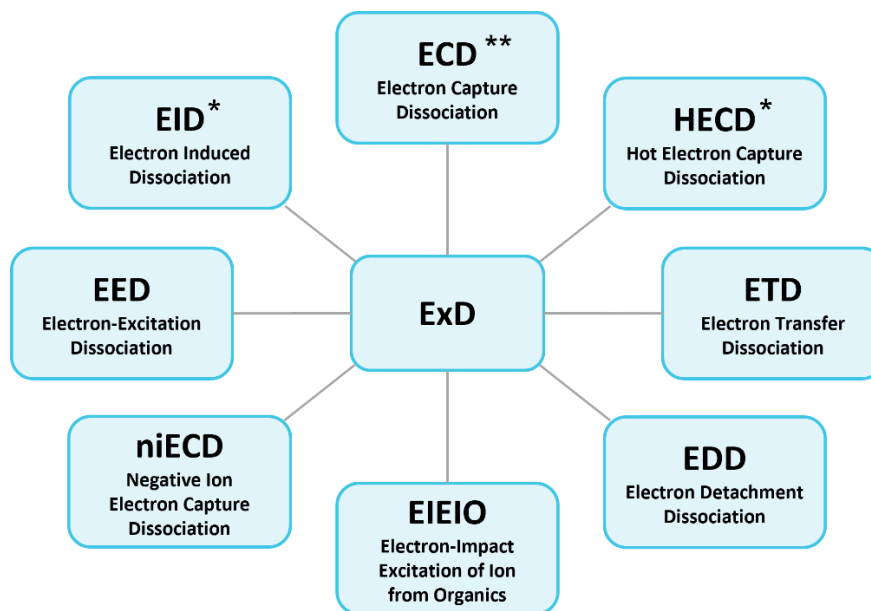 ECD**
Electron Capture
Dissociation
EID*
Electron Induced
Dissociation
HECD*
Hot Electron Capture
Dissociation
EED
Electron-Excitation
Dissociation
ExD
ETD
Electron Transfer
Dissociation
niECD
Negative Ion
Electron Capture
Dissociation
EIEIO
Electron-Impact
Excitation of Ion
from Organics
EDD
Electron Detachment
Dissociation